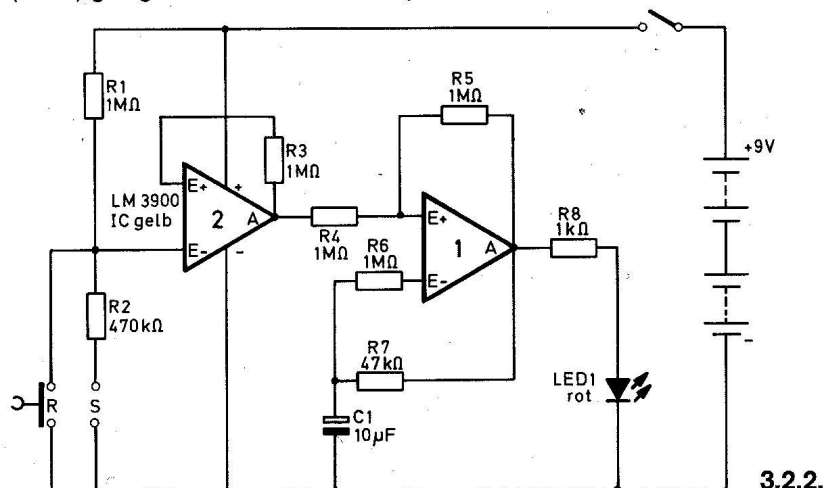 R1
1MΩ
R5
1MΩ
R3
1MΩ
+9V
LM 3900
IC gelb
E+
+
2
A
E-
-
R4
1MΩ
E+
1
A
E-
R8
1kΩ
R6
1MΩ
R2
470kΩ
R7
47kΩ
LED1
rot
R
S
C1
10µF
-
3.2.2.